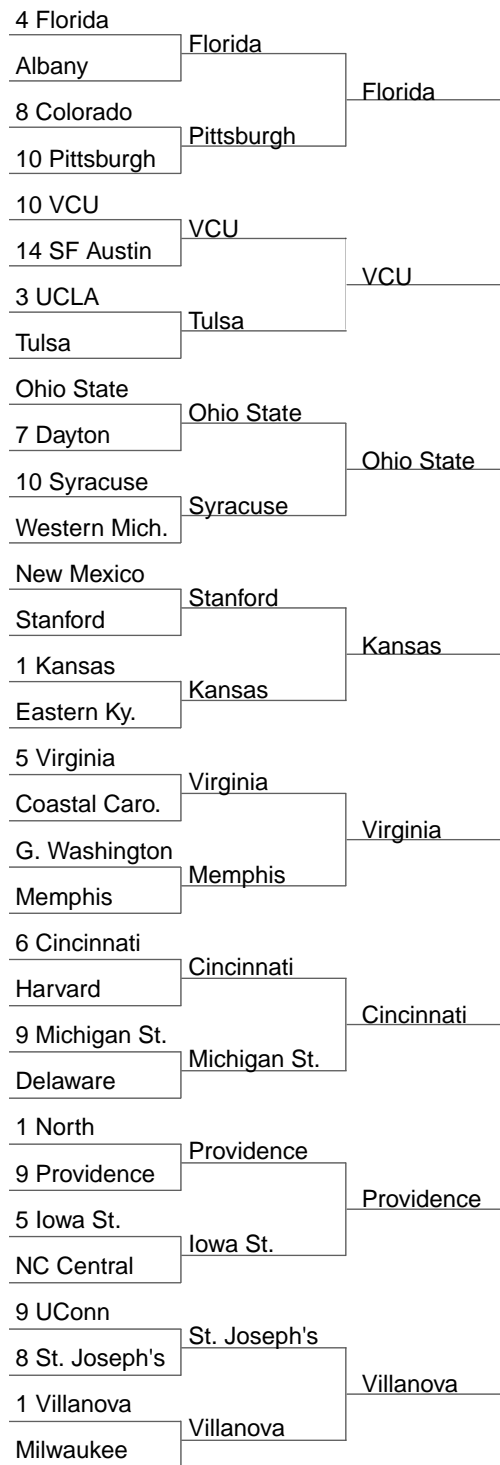 4 Florida
Albany
8 Colorado
10 Pittsburgh
10 VCU
14 SF Austin
3 UCLA
Tulsa
Ohio State
7 Dayton
10 Syracuse
Western Mich.
New Mexico
Stanford
1 Kansas
Eastern Ky.
5 Virginia
Coastal Caro.
G. Washington
Memphis
6 Cincinnati
Harvard
9 Michigan St.
Delaware
1 North
9 Providence
5 Iowa St.
NC Central
9 UConn
8 St. Joseph's
1 Villanova
Milwaukee
Florida
Pittsburgh
VCU
Tulsa
Ohio State
Syracuse
Stanford
Kansas
Virginia
Memphis
Cincinnati
Michigan St.
Providence
Iowa St.
St. Joseph's
Villanova
Florida
VCU
Ohio State
Kansas
Virginia
Cincinnati
Providence
Villanova